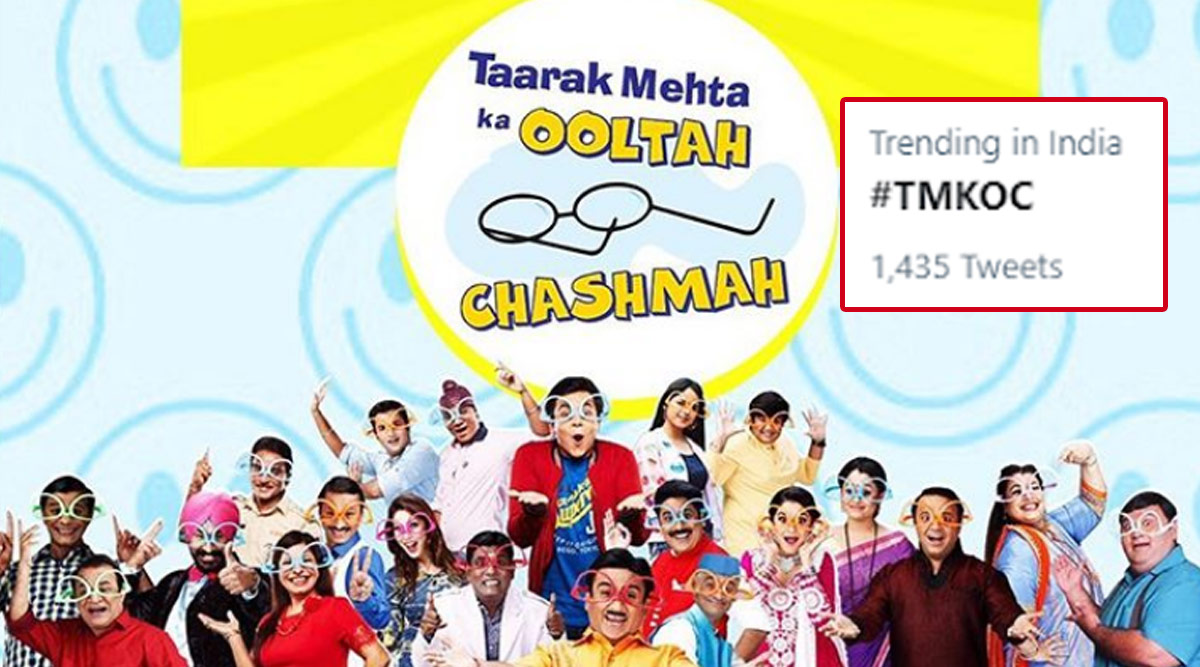 Taarak Mehta
ka OOLTAH
CHASHMAH
Trending in India
#TMKOC
1,435 Tweets